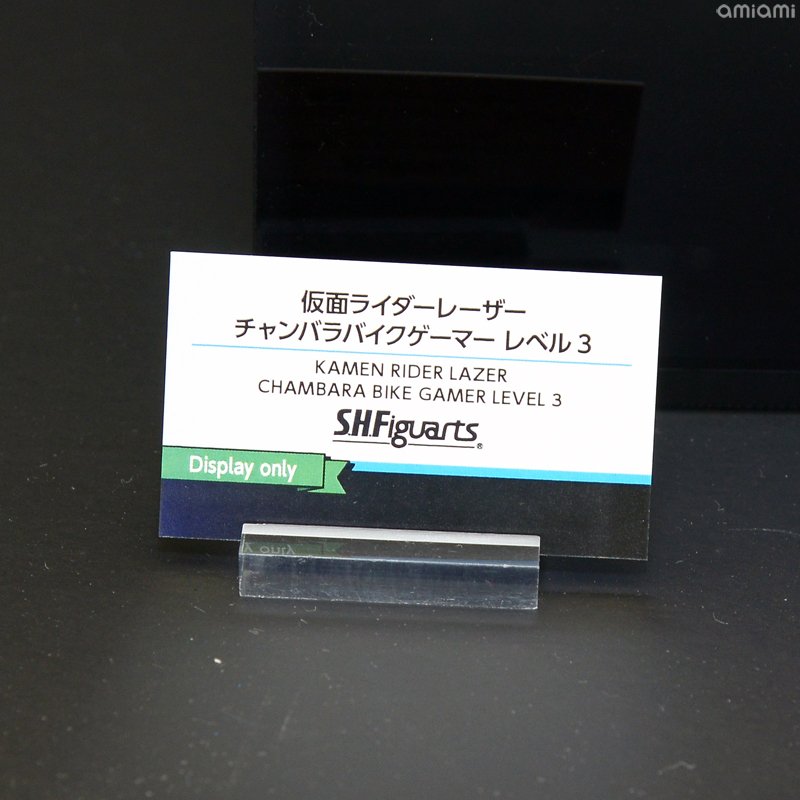 amiami
仮面ライダーレーザー
チャンバラバイクゲーマー レベル 3
KAMEN RIDER LAZER
CHAMBARA BIKE GAMER LEVEL 3
S.H.Figuarts®
Display only